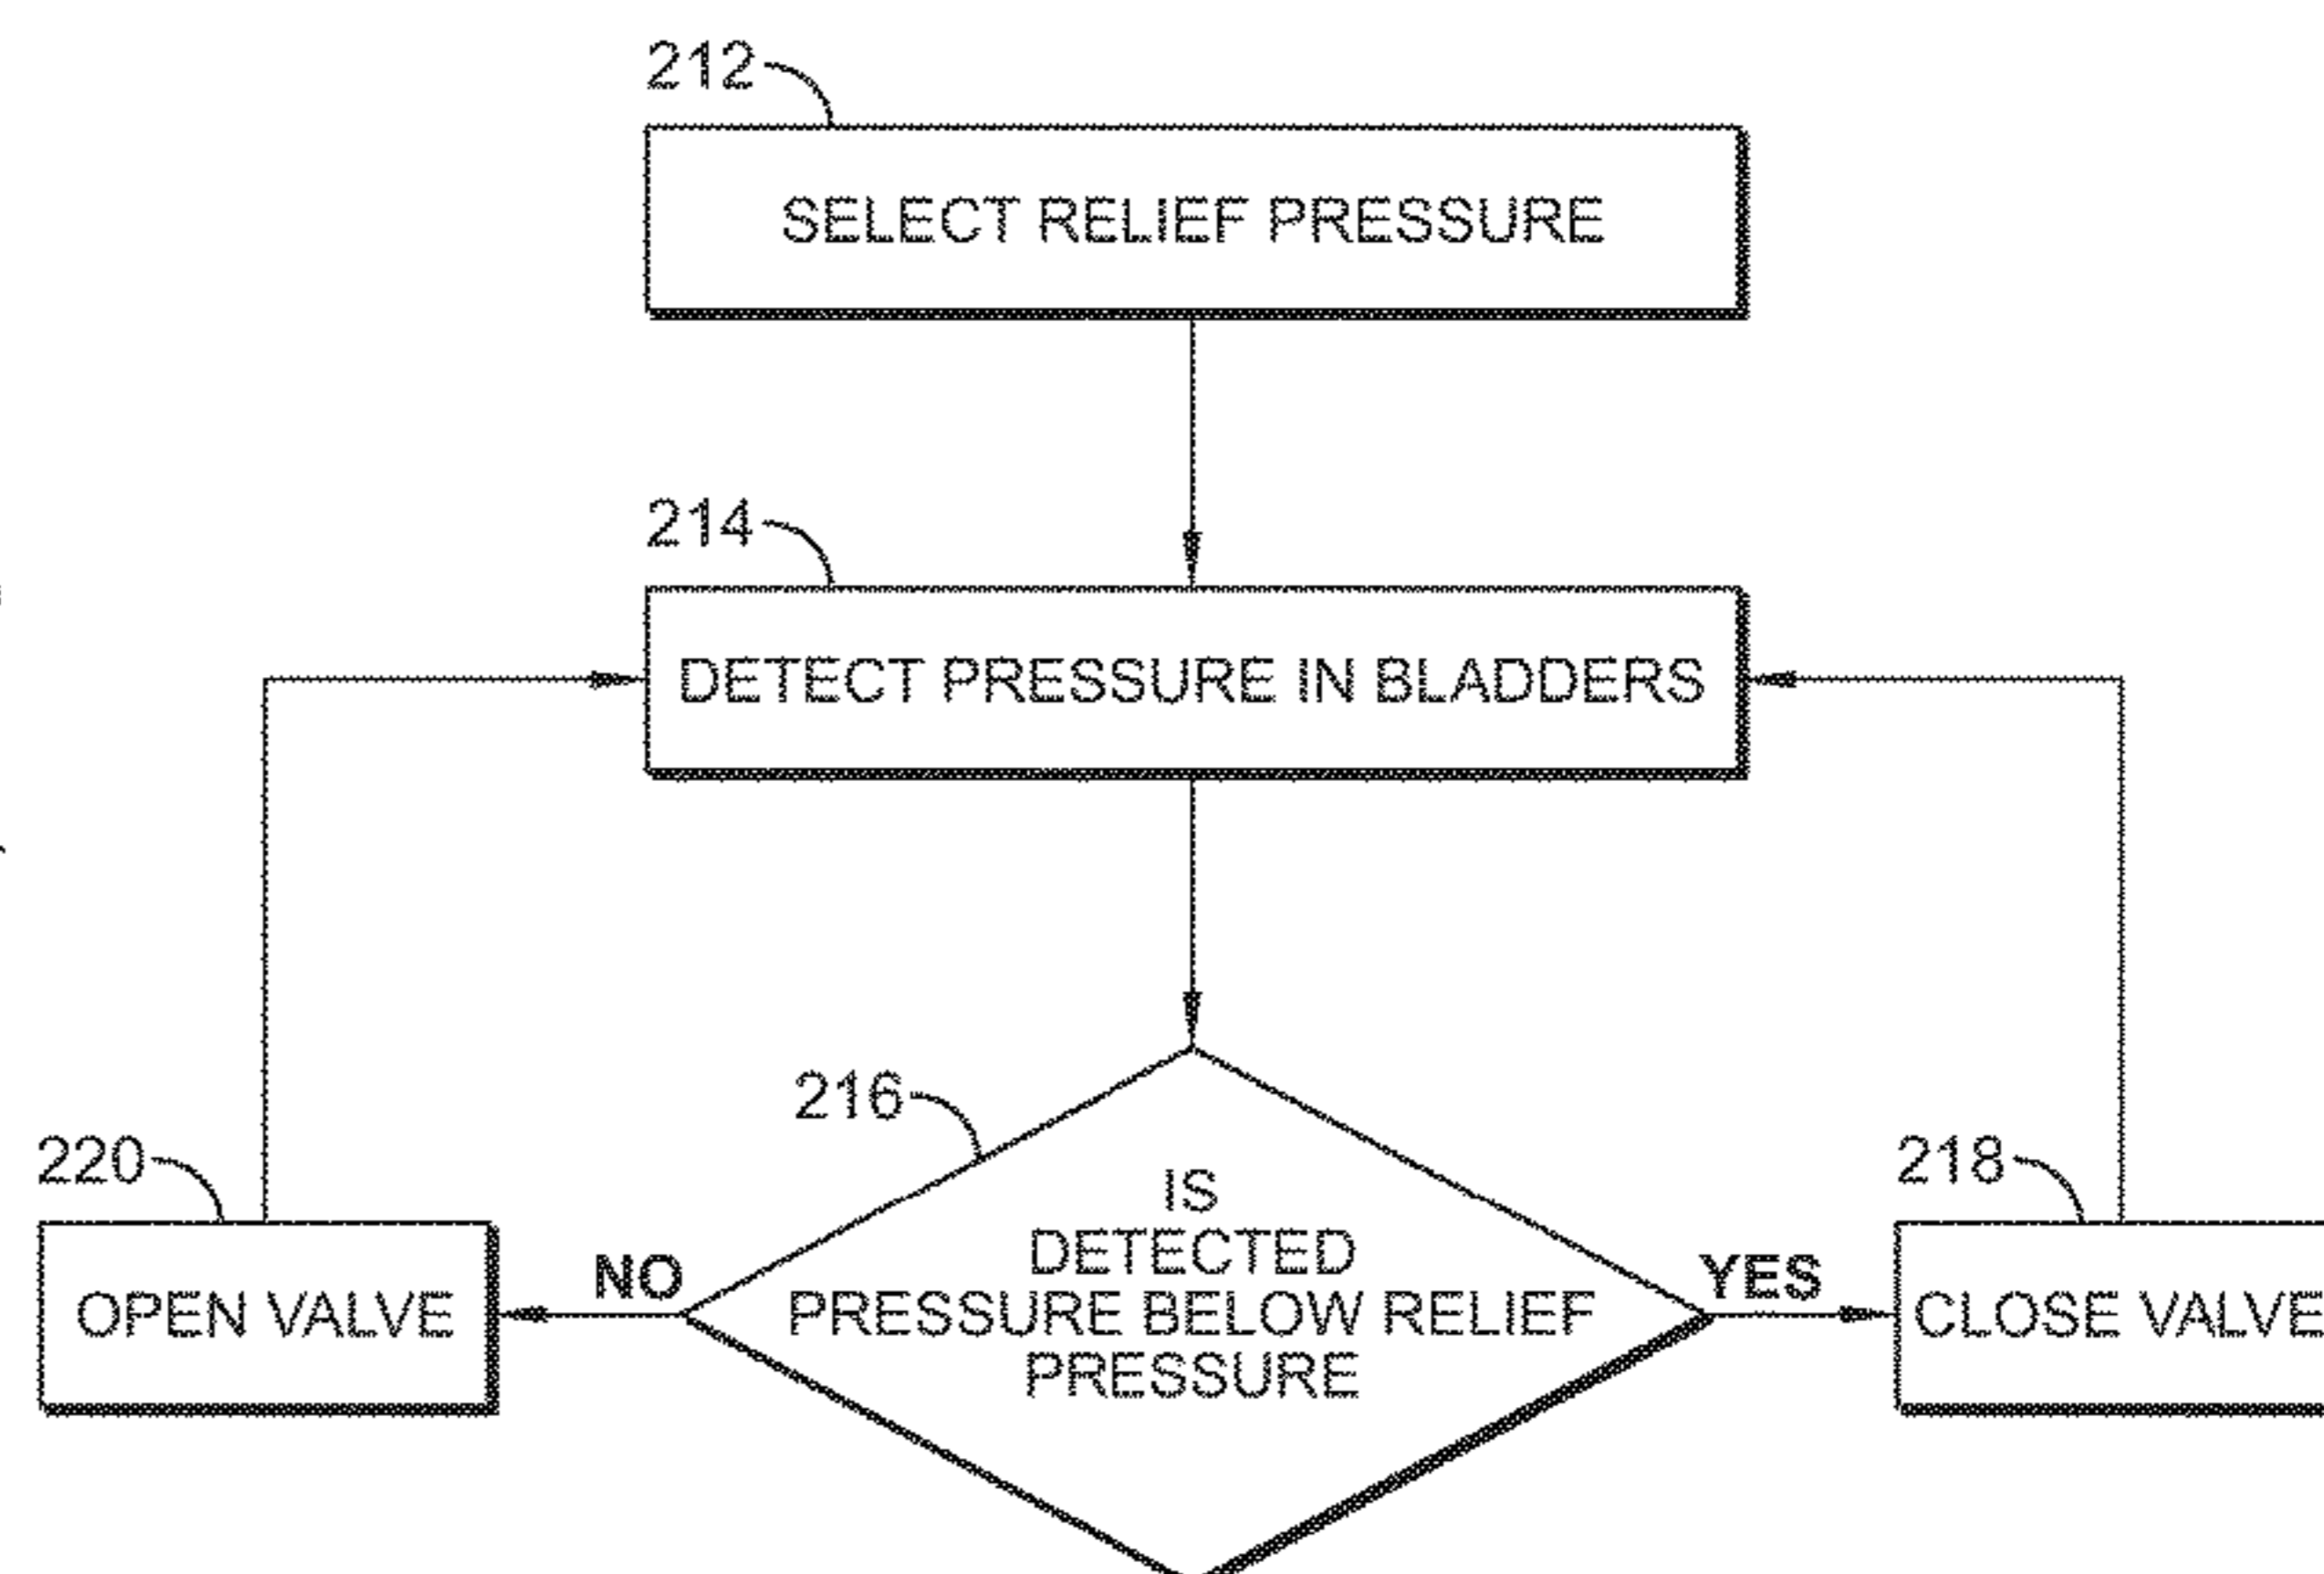 212
SELECT RELIEF PRESSURE
214
DETECT PRESSURE IN BLADDERS
216
220
218
IS
DETECTED
NO
YES
PRESSURE BELOW RELIEF
OPEN VALVE
CLOSE VALVE
PRESSURE